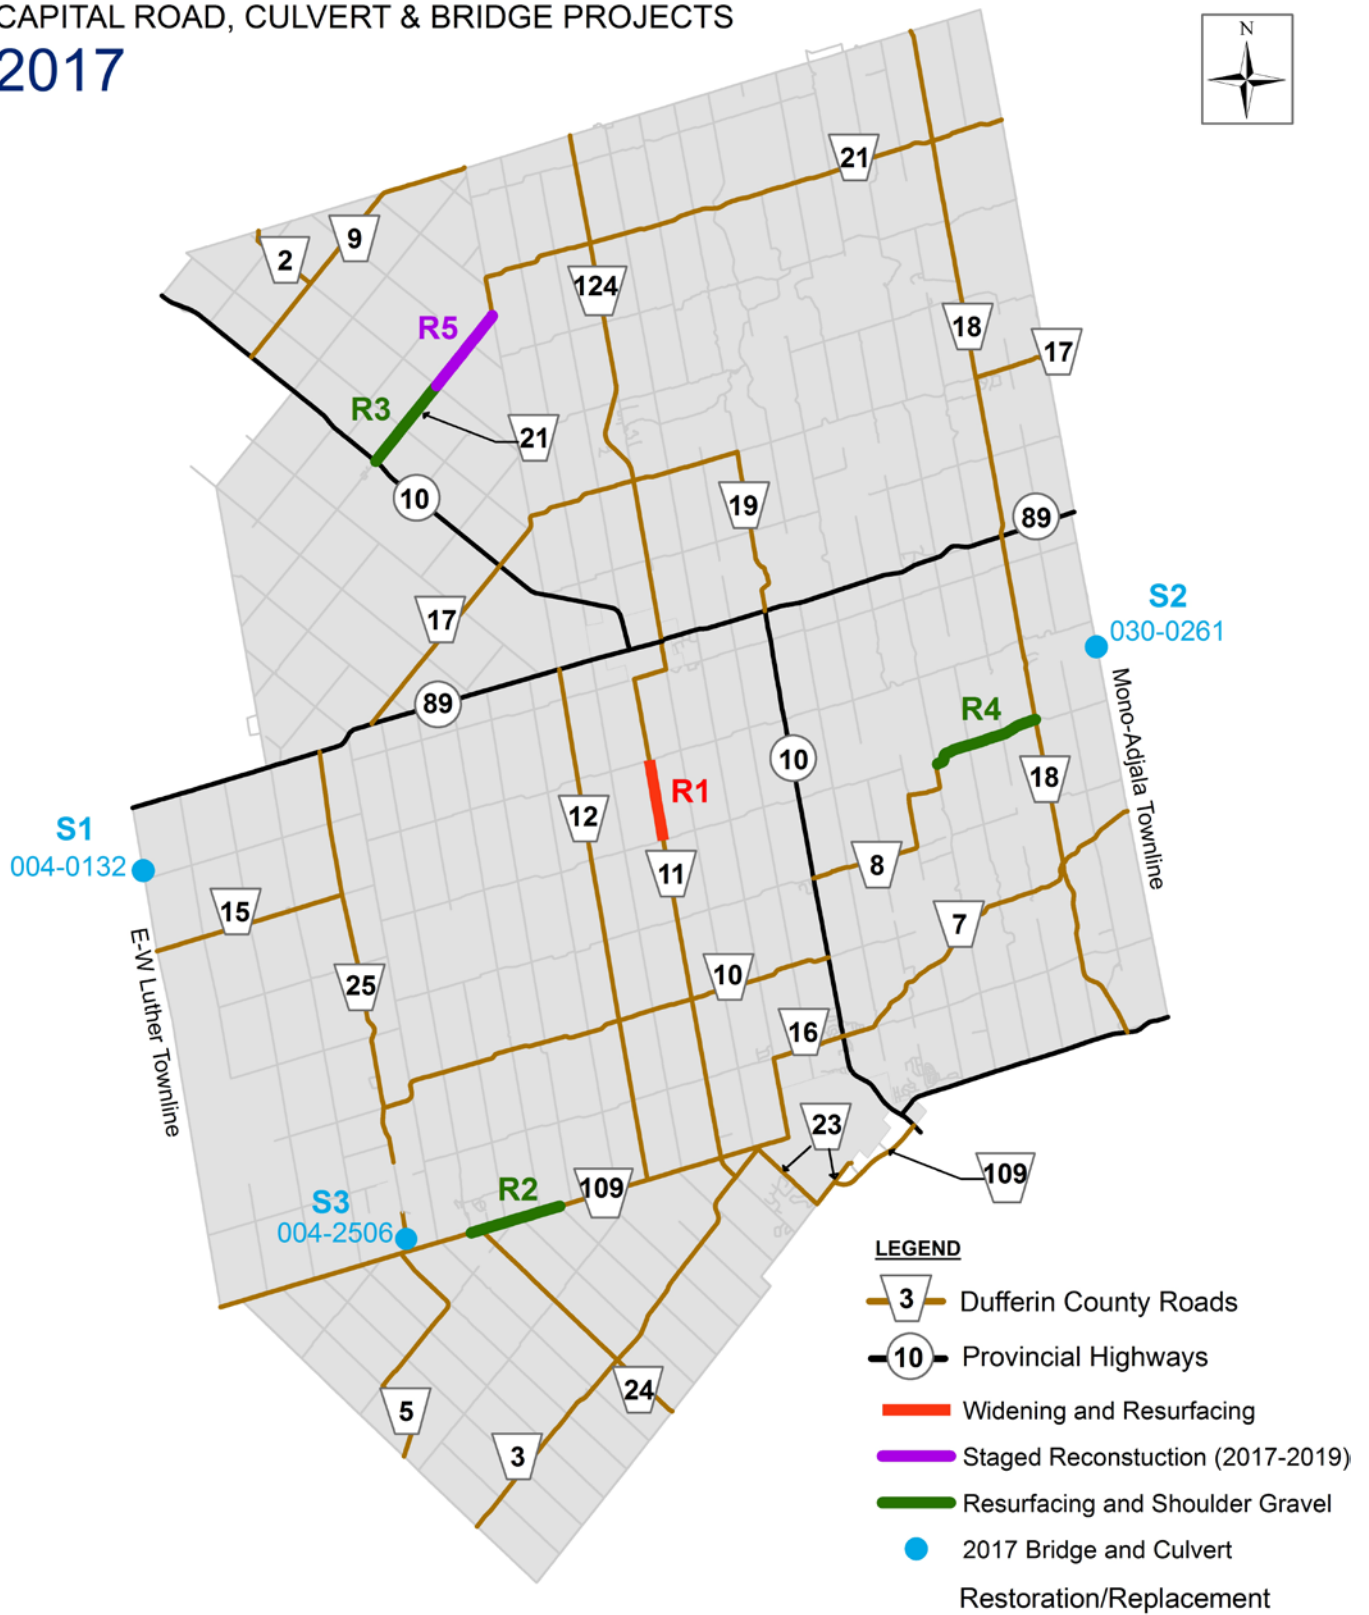 CAPITAL ROAD, CULVERT & BRIDGE PROJECTS
2017
N
21
9
2
124
R5
18
17
R3
21
10
19
89
17
S2
030-0261
89
R4
Mono-Adjala Townline
10
18
R1
12
S1
004-0132
8
11
15
7
E-W Luther Townline
10
25
16
23
109
R2
109
S3
004-2506
24
5
3
LEGEND
3 Dufferin County Roads
10 Provincial Highways
Widening and Resurfacing
Staged Reconstuction (2017-2019)
Resurfacing and Shoulder Gravel
2017 Bridge and Culvert
Restoration/Replacement